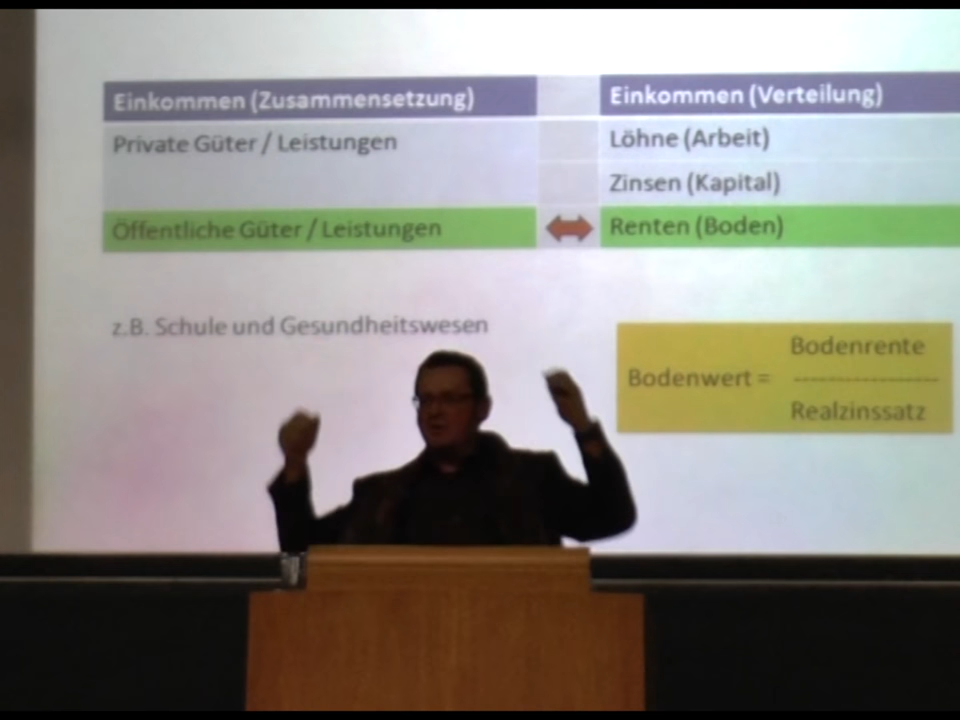 Einkommen (Zusammensetzung)
Einkommen (Verteilung)
Private Güter / Leistungen
Löhne (Arbeit)
Zinsen (Kapital)
Öffentliche Güter / Leistungen
Renten (Boden)
z.B. Schule und Gesundheitswesen
Bodenrente
Bodenwert = ------------------
Realzinssatz